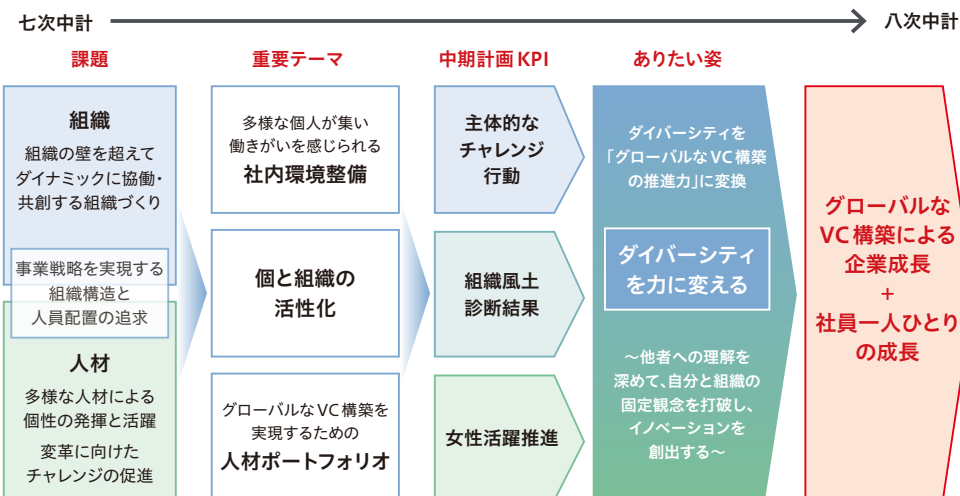 七次中計
八次中計
課題
重要テーマ
中期計画KPI
ありたい姿
組織
組織の壁を超えて
ダイナミックに協働・
共創する組織づくり
事業戦略を実現する
組織構造と
人員配置の追求
人材
多様な人材による
個性の発揮と活躍
変革に向けた
チャレンジの促進
多様な個人が集い
働きがいを感じられる
社内環境整備
個と組織の
活性化
グローバルなVC構築を
実現するための
人材ポートフォリオ
主体的な
チャレンジ
行動
組織風土
診断結果
女性活躍推進
ダイバーシティを
「グローバルなVC構築
の推進力」に変換
ダイバーシティ
を力に変える
～他者への理解を
深めて、自分と組織の
固定観念を打破し、
イノベーションを
創出する～
グローバルな
VC構築による
企業成長
+
社員一人ひとり
の成長